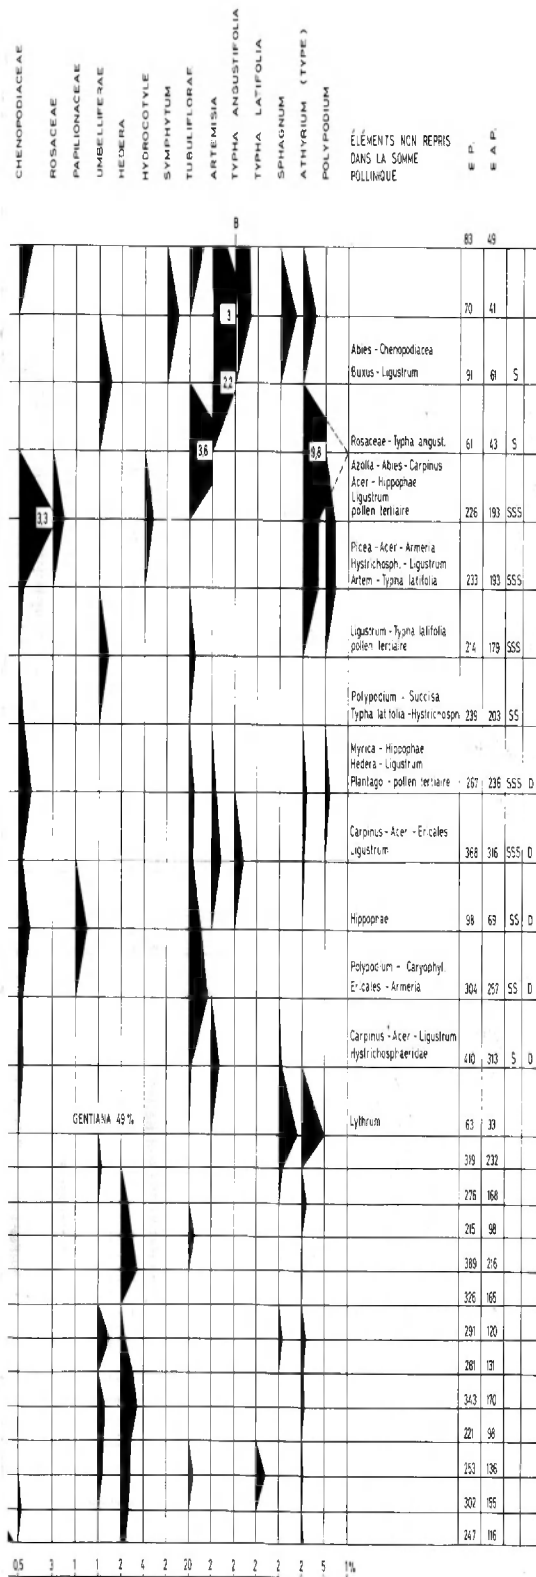 CHENOPODIACEAE
ROSACEAE
PAPILIONACEAE
UMBELLIFERAE
HEDERA
HYDROCOTYLE
SYMPHYTUM
TUBULIFLORAE
ARTEMISIA
TYPHA ANGUSTIFOLIA
TYPHA LATIFOLIA
SPHAGNUM
ATHYRIUM (TYPE)
POLYPODIUM
ÉLÉMENTS NON REPRIS
DANS LA SOMME
POLLINIQUE
E P.
E A P.
B
83 49
3 70 41
Abies - Chenopodiacea
2,2 Buxus - Ligustrum 91 61 S
3,6 9,8 Rosaceae - Typha angust. 61 43 S
Azolla - Abies - Carpinus
Acer - Hippophae
Ligustrum
3,3 pollen tertiaire 226 193 SSS
Picea - Acer - Armeria
Hystrichosph. - Ligustrum
Artem - Typha latifolia 233 193 SSS
Ligustrum - Typha latifolia
pollen tertiaire 214 179 SSS
Polypodium - Succisa
Typha latifolia - Hystrichosph 239 203 SS
Myrica - Hippophae
Hedera - Ligustrum
Plantago - pollen tertiaire 267 236 SSS D
Carpinus - Acer - Ericales
Ligustrum 368 316 SSS D
Hippophae 98 69 SS D
Polypodium - Caryophyl.
Ericales - Armeria 304 257 SS D
Carpinus - Acer - Ligustrum
Hystrichosphaeridae 410 313 S D
GENTIANA 49 % Lythrum 63 33
319 232
276 168
215 98
389 216
326 165
291 120
281 131
343 170
221 98
253 136
302 155
247 116
0,5 3 1 1 2 4 2 20 2 2 2 2 2 5 1%